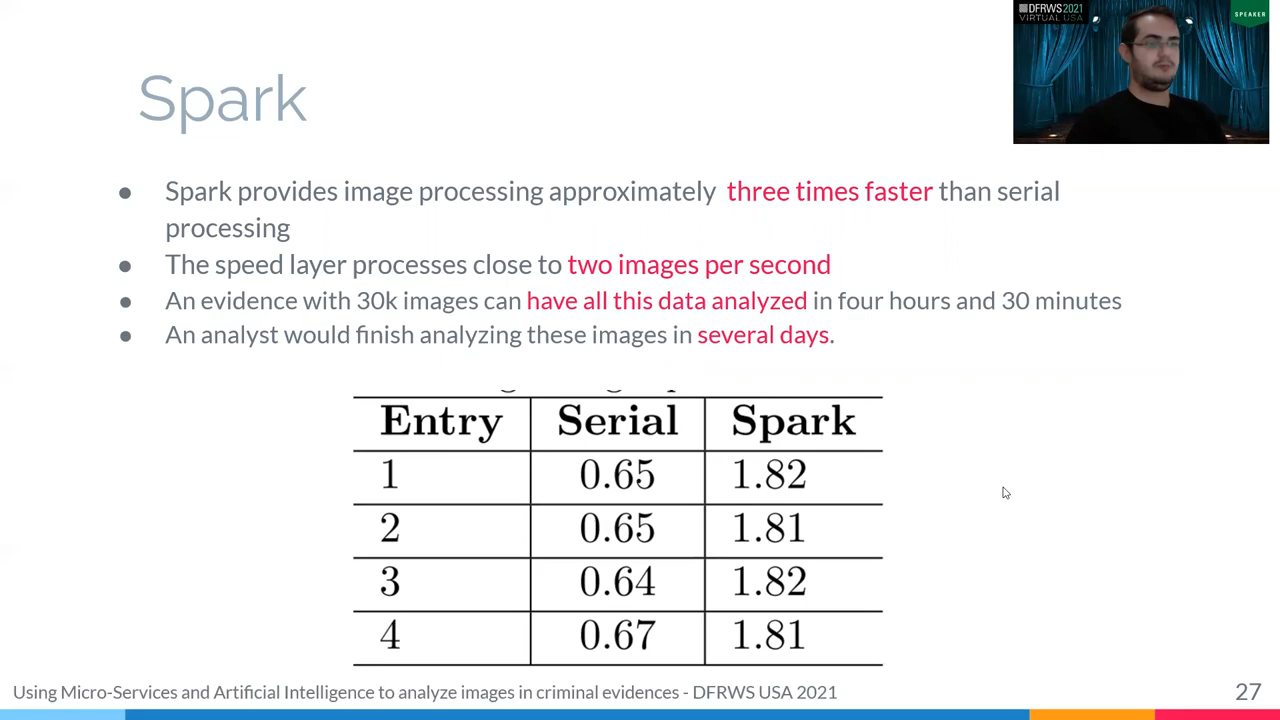 DFRWS2021
VIRTUAL USA
SPEAKER
Spark
● Spark provides image processing approximately three times faster than serial
processing
● The speed layer processes close to two images per second
● An evidence with 30k images can have all this data analyzed in four hours and 30 minutes
● An analyst would finish analyzing these images in several days.
Entry Serial Spark
1 0.65 1.82
2 0.65 1.81
3 0.64 1.82
4 0.67 1.81
Using Micro-Services and Artificial Intelligence to analyze images in criminal evidences - DFRWS USA 2021
27